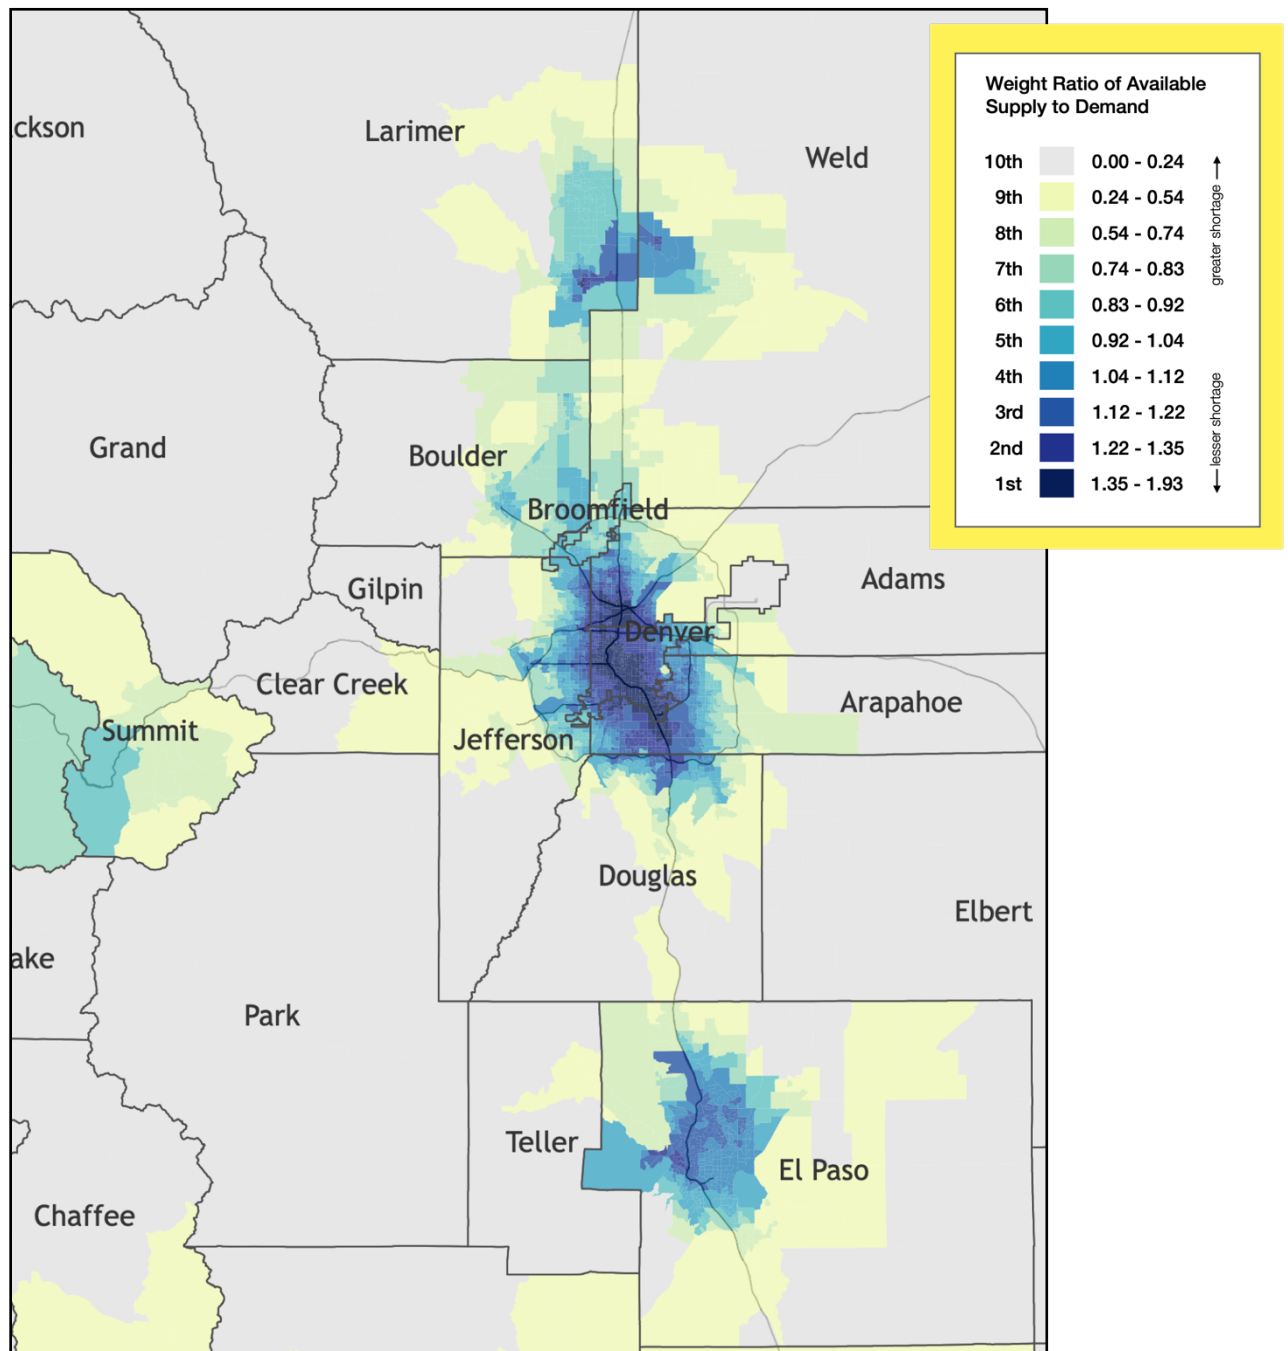 Weight Ratio of Available
Supply to Demand
10th 0.00 - 0.24
9th 0.24 - 0.54
8th 0.54 - 0.74
7th 0.74 - 0.83
6th 0.83 - 0.92
5th 0.92 - 1.04
4th 1.04 - 1.12
3rd 1.12 - 1.22
2nd 1.22 - 1.35
1st 1.35 - 1.93
greater shortage
lesser shortage
ckson
Larimer
Weld
Grand
Boulder
Broomfield
Gilpin
Adams
Denver
Clear Creek
Arapahoe
Summit
Jefferson
Douglas
Elbert
ake
Park
Teller
El Paso
Chaffee